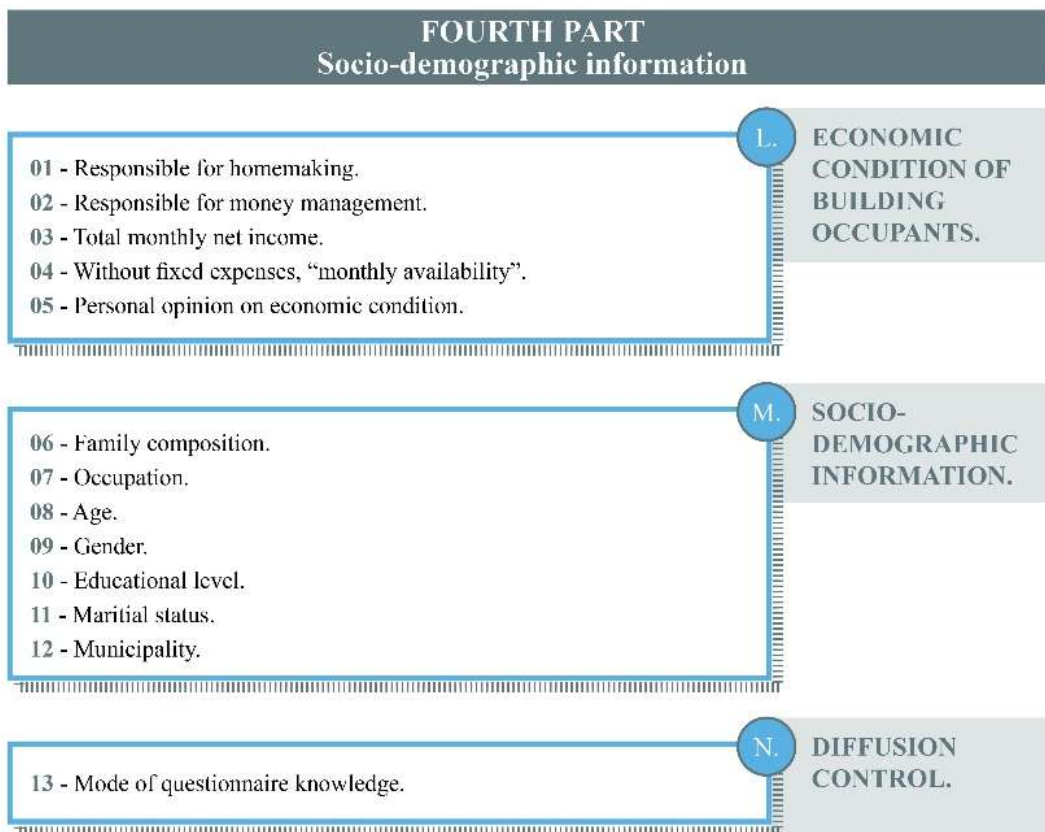 FOURTH PART
Socio-demographic information
L.
ECONOMIC
CONDITION OF
BUILDING
OCCUPANTS.
01 - Responsible for homemaking.
02 - Responsible for money management.
03 - Total monthly net income.
04 - Without fixed expenses, “monthly availability”.
05 - Personal opinion on economic condition.
M.
SOCIO-
DEMOGRAPHIC
INFORMATION.
06 - Family composition.
07 - Occupation.
08 - Age.
09 - Gender.
10 - Educational level.
11 - Maritial status.
12 - Municipality.
N.
DIFFUSION
CONTROL.
13 - Mode of questionnaire knowledge.